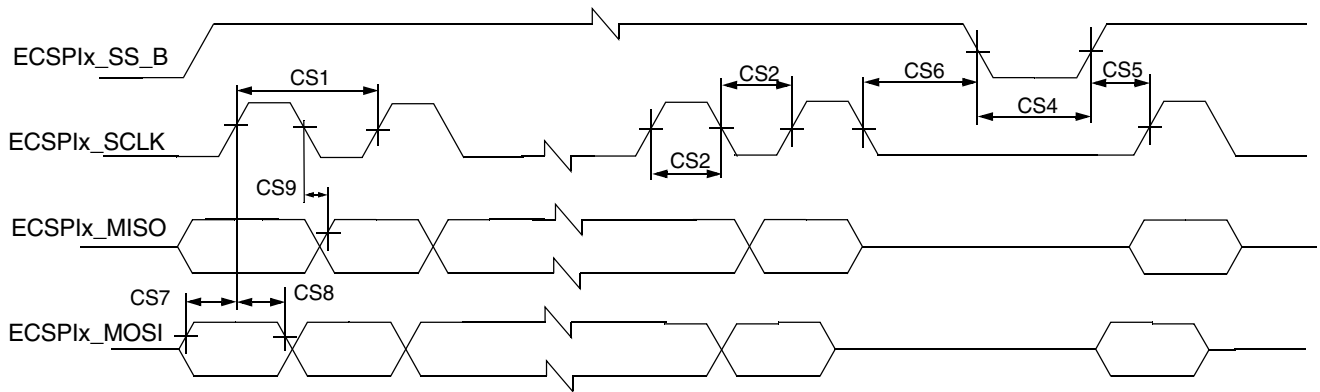 ECSPIx_SS_B
CS1
CS2
CS6
CS5
CS4
ECSPIx_SCLK
CS2
CS9
ECSPIx_MISO
CS7
CS8
ECSPIx_MOSI